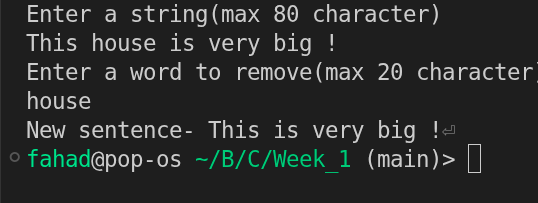 Enter a string(max 80 character)
This house is very big !
Enter a word to remove(max 20 character)
house
New sentence- This is very big !⏎
fahad@pop-os ~/B/C/Week_1 (main)>